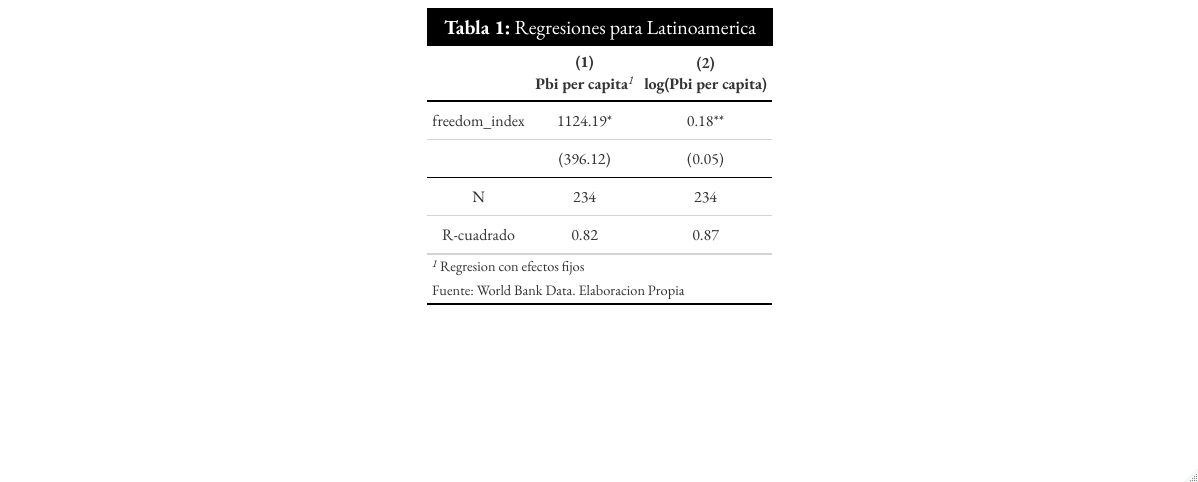 Tabla 1: Regresiones para Latinoamerica
(1) (2)
Pbi per capita¹ log(Pbi per capita)
freedom_index 1124.19* 0.18**
(396.12) (0.05)
N 234 234
R-cuadrado 0.82 0.87
¹ Regresion con efectos fijos
Fuente: World Bank Data. Elaboracion Propia